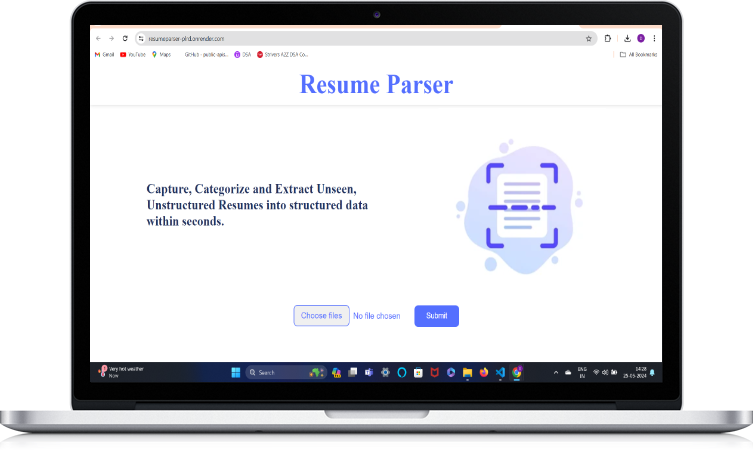 resumeparser-plrd.onrender.com
Gmail YouTube Maps GitHub - public-apis... DSA Strivers A2Z DSA Co... All Bookmarks
Resume Parser
Capture, Categorize and Extract Unseen,
Unstructured Resumes into structured data
within seconds.
Choose files No file chosen Submit
Very hot weather
Now
Search
ENG
IN
14:28
25-05-2024